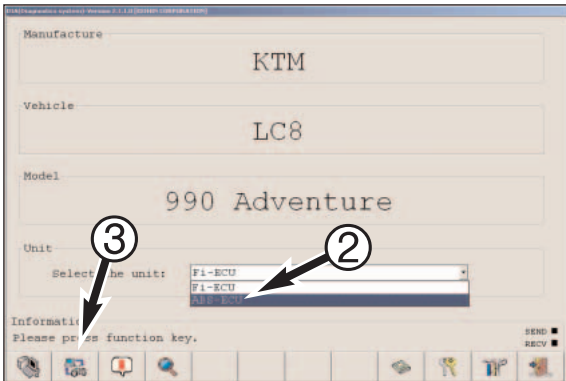 Manufacture
KTM
Vehicle
LC8
Model
990 Adventure
Unit
Select the unit:
Fi-ECU
Fi-ECU
ABS-ECU
3
2
Information
Please press function key.
SEND
RECV